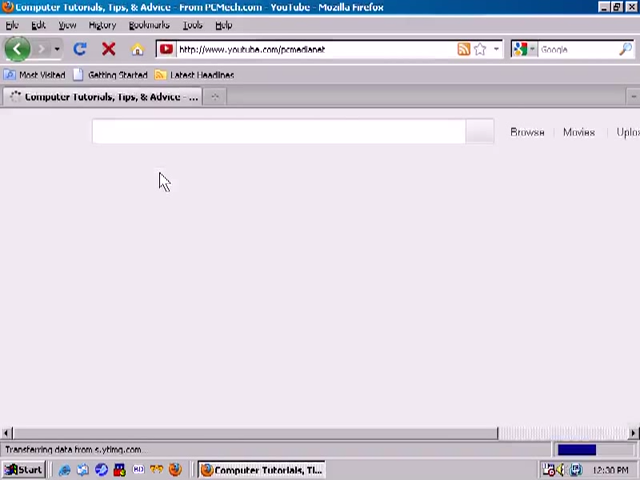 Computer Tutorials, Tips, & Advice - From PCMech.com - YouTube - Mozilla Firefox
File Edit View History Bookmarks Tools Help
http://www.youtube.com/pcmedianet
Google
Most Visited Getting Started Latest Headlines
Computer Tutorials, Tips, & Advice - ...
Browse Movies Uploa
Transferring data from s.ytimg.com...
Start Computer Tutorials, Ti... 12:30 PM